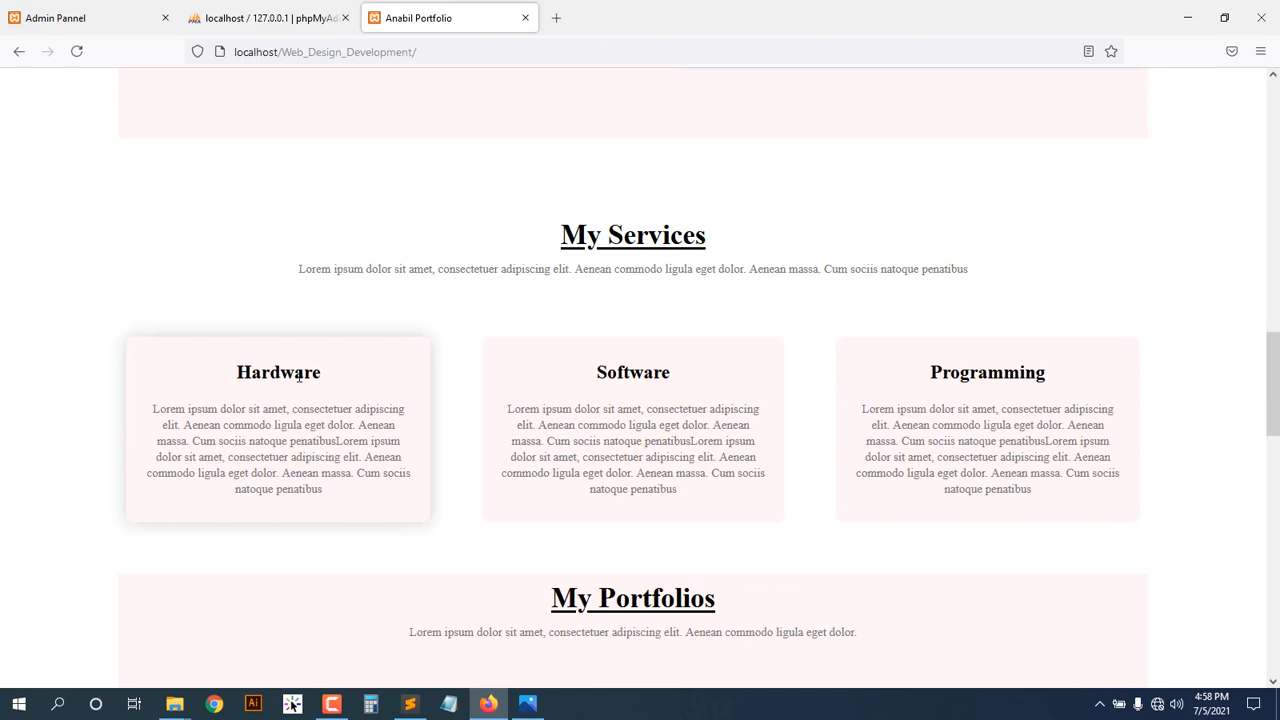 Admin Pannel
localhost / 127.0.0.1 | phpMyAd
Anabil Portfolio
localhost/Web_Design_Development/
My Services
Lorem ipsum dolor sit amet, consectetuer adipiscing elit. Aenean commodo ligula eget dolor. Aenean massa. Cum sociis natoque penatibus
Hardware
Lorem ipsum dolor sit amet, consectetuer adipiscing
elit. Aenean commodo ligula eget dolor. Aenean
massa. Cum sociis natoque penatibusLorem ipsum
dolor sit amet, consectetuer adipiscing elit. Aenean
commodo ligula eget dolor. Aenean massa. Cum sociis
natoque penatibus
Software
Lorem ipsum dolor sit amet, consectetuer adipiscing
elit. Aenean commodo ligula eget dolor. Aenean
massa. Cum sociis natoque penatibusLorem ipsum
dolor sit amet, consectetuer adipiscing elit. Aenean
commodo ligula eget dolor. Aenean massa. Cum sociis
natoque penatibus
Programming
Lorem ipsum dolor sit amet, consectetuer adipiscing
elit. Aenean commodo ligula eget dolor. Aenean
massa. Cum sociis natoque penatibusLorem ipsum
dolor sit amet, consectetuer adipiscing elit. Aenean
commodo ligula eget dolor. Aenean massa. Cum sociis
natoque penatibus
My Portfolios
Lorem ipsum dolor sit amet, consectetuer adipiscing elit. Aenean commodo ligula eget dolor.
Ai
4:58 PM
7/5/2021